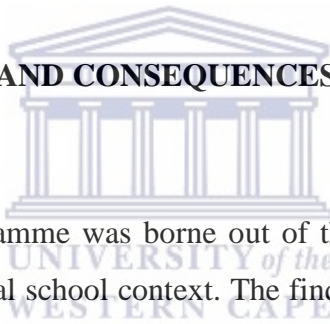 AND CONSEQUENCES
amme was borne out of th
UNIVERSITY of the
al school context. The find
WESTERN CAPE